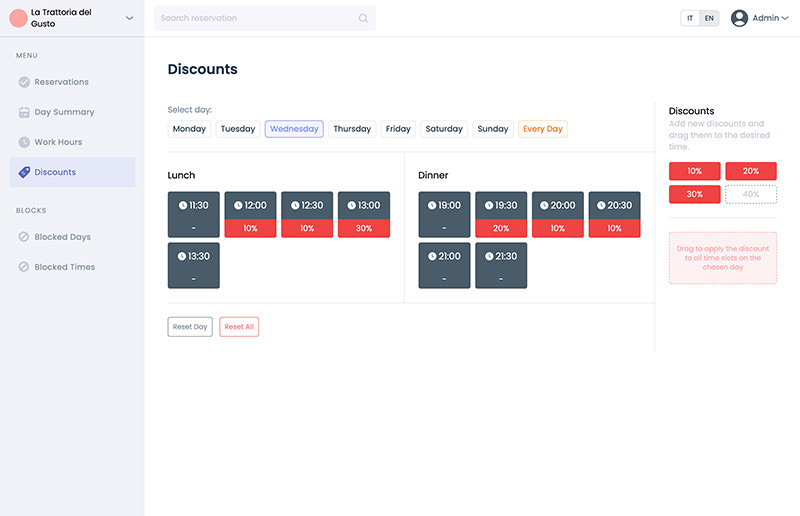 La Trattoria del
Gusto
Search reservation
IT
EN
Admin
MENU
Reservations
Day Summary
Work Hours
Discounts
BLOCKS
Blocked Days
Blocked Times
Discounts
Select day:
Monday
Tuesday
Wednesday
Thursday
Friday
Saturday
Sunday
Every Day
Lunch
11:30
-
12:00
10%
12:30
10%
13:00
30%
13:30
-
Dinner
19:00
-
19:30
20%
20:00
10%
20:30
10%
21:00
-
21:30
-
Reset Day
Reset All
Discounts
Add new discounts and
drag them to the desired
time.
10%
20%
30%
40%
Drag to apply the discount
to all time slots on the
chosen day